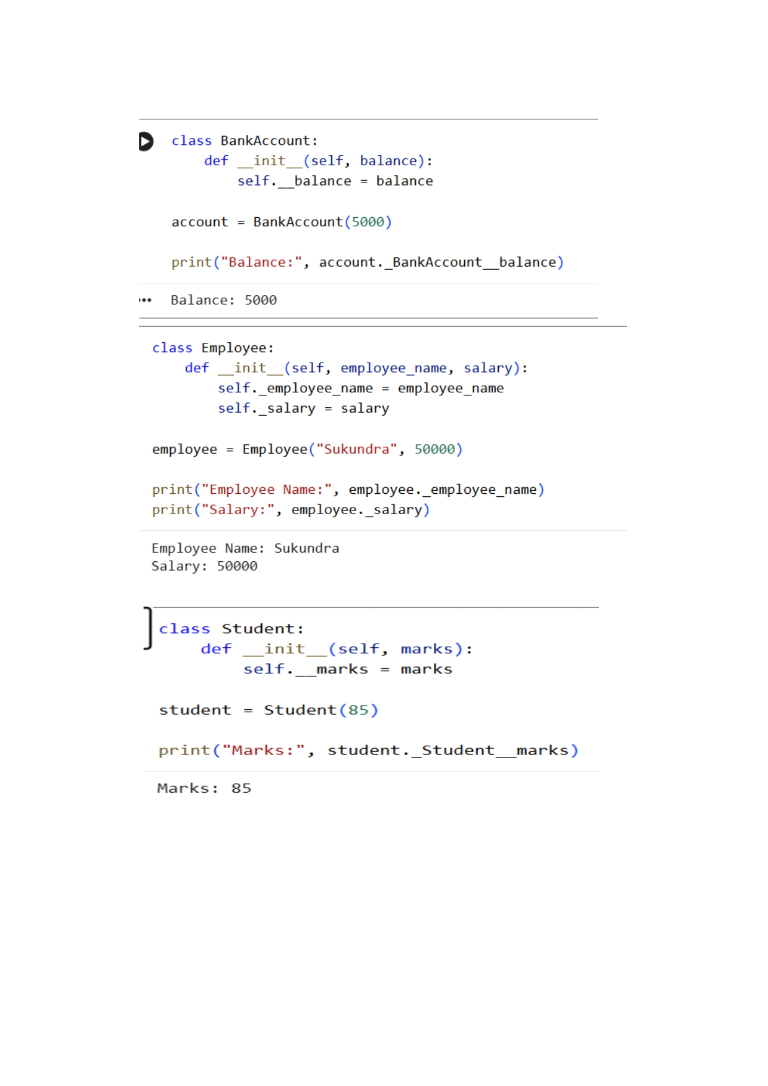 class BankAccount:
    def __init__(self, balance):
        self.__balance = balance

account = BankAccount(5000)

print("Balance:", account._BankAccount__balance)
Balance: 5000
class Employee:
    def __init__(self, employee_name, salary):
        self._employee_name = employee_name
        self._salary = salary

employee = Employee("Sukundra", 50000)

print("Employee Name:", employee._employee_name)
print("Salary:", employee._salary)
Employee Name: Sukundra
Salary: 50000
class Student:
    def __init__(self, marks):
        self.__marks = marks

student = Student(85)

print("Marks:", student._Student__marks)
Marks: 85